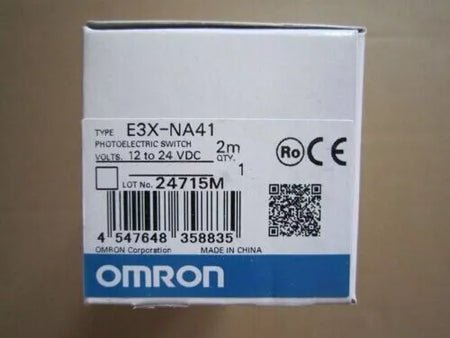 TYPE E3X-NA41
PHOTOELECTRIC SWITCH 2m
VOLTS. 12 to 24 VDC QTY.
1
LOT No. 24715M
4 547648 358835
OMRON Corporation MADE IN CHINA
Ro CE
OMRON